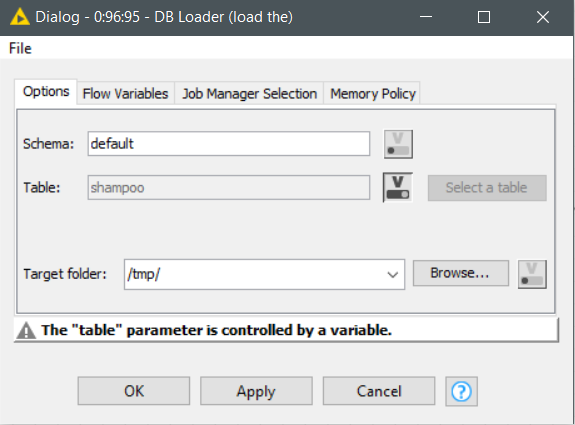 Dialog - 0:96:95 - DB Loader (load the)
File
Options Flow Variables Job Manager Selection Memory Policy
Schema: default V
Table: shampoo V Select a table
Target folder: /tmp/ Browse... V
The "table" parameter is controlled by a variable.
OK Apply Cancel ?